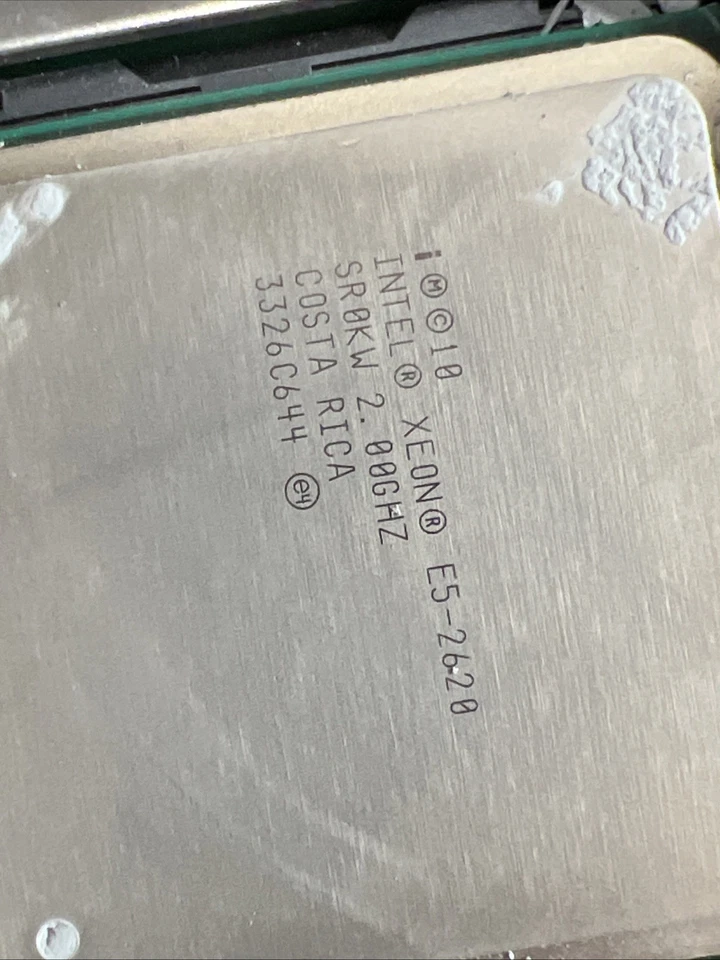 i Ⓜ©10
INTEL® XEON® E5-2620
SR0KW 2.00GHZ
COSTA RICA
3326C644 e4